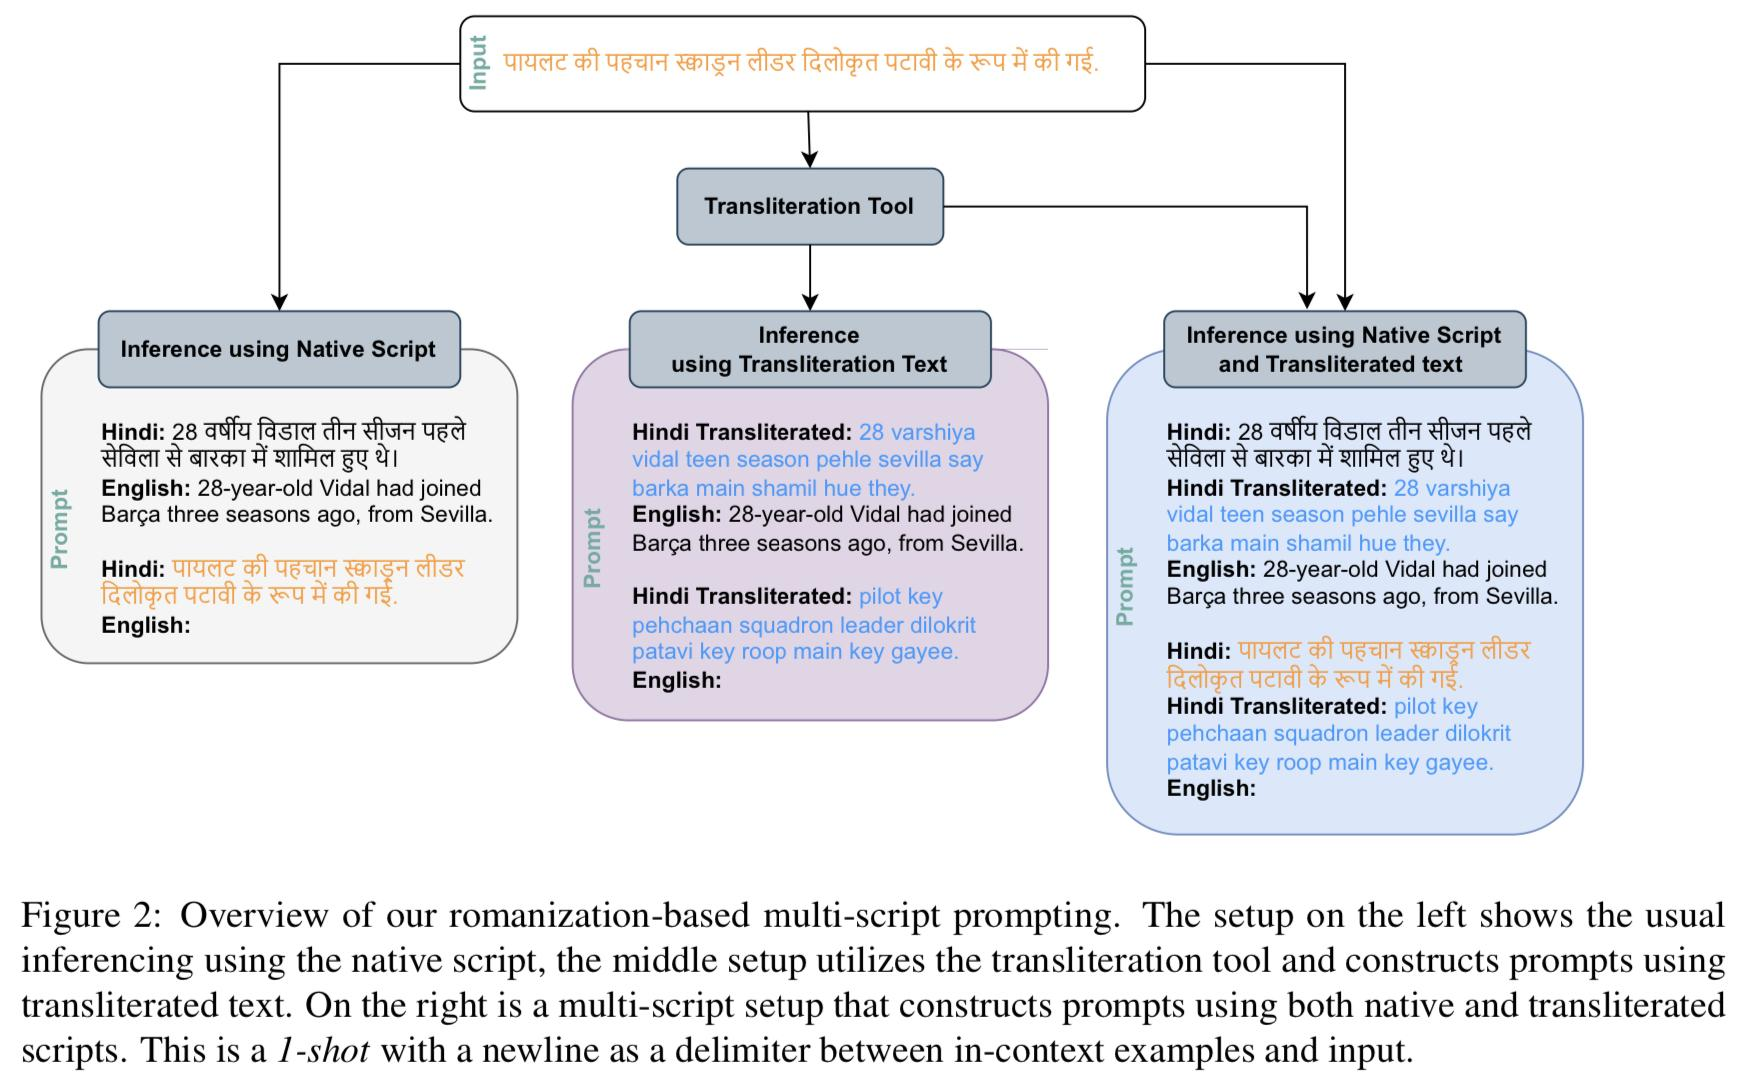 Input
पायलट की पहचान स्क्वाड्रन लीडर दिलोकृत पटावी के रूप में की गई.
Transliteration Tool
Inference using Native Script
Prompt
Hindi: 28 वर्षीय विडाल तीन सीजन पहले
सेविला से बारका में शामिल हुए थे।
English: 28-year-old Vidal had joined
Barça three seasons ago, from Sevilla.
Hindi: पायलट की पहचान स्क्वाड्रन लीडर
दिलोकृत पटावी के रूप में की गई.
English:
Inference
using Transliteration Text
Prompt
Hindi Transliterated: 28 varshiya
vidal teen season pehle sevilla say
barka main shamil hue they.
English: 28-year-old Vidal had joined
Barça three seasons ago, from Sevilla.
Hindi Transliterated: pilot key
pehchaan squadron leader dilokrit
patavi key roop main key gayee.
English:
Inference using Native Script
and Transliterated text
Prompt
Hindi: 28 वर्षीय विडाल तीन सीजन पहले
सेविला से बारका में शामिल हुए थे।
Hindi Transliterated: 28 varshiya
vidal teen season pehle sevilla say
barka main shamil hue they.
English: 28-year-old Vidal had joined
Barça three seasons ago, from Sevilla.
Hindi: पायलट की पहचान स्क्वाड्रन लीडर
दिलोकृत पटावी के रूप में की गई.
Hindi Transliterated: pilot key
pehchaan squadron leader dilokrit
patavi key roop main key gayee.
English:
Figure 2: Overview of our romanization-based multi-script prompting. The setup on the left shows the usual
inferencing using the native script, the middle setup utilizes the transliteration tool and constructs prompts using
transliterated text. On the right is a multi-script setup that constructs prompts using both native and transliterated
scripts. This is a 1-shot with a newline as a delimiter between in-context examples and input.